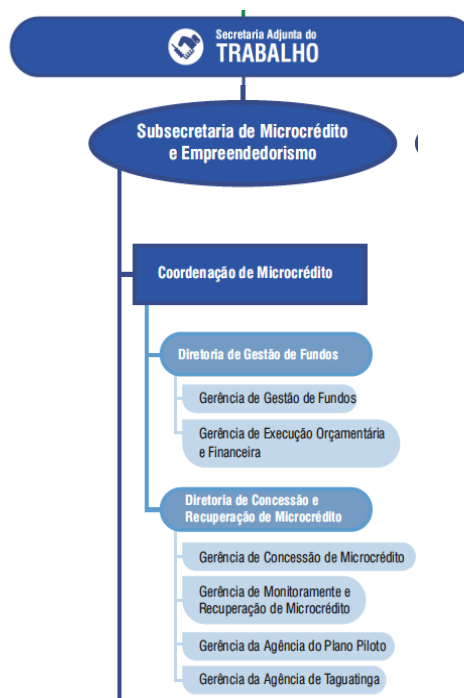 Secretaria Adjunta do
TRABALHO
Subsecretaria de Microcrédito
e Empreendedorismo
Coordenação de Microcrédito
Diretoria de Gestão de Fundos
Gerência de Gestão de Fundos
Gerência de Execução Orçamentária
e Financeira
Diretoria de Concessão e
Recuperação de Microcrédito
Gerência de Concessão de Microcrédito
Gerência de Monitoramente e
Recuperação de Microcrédito
Gerência da Agência do Plano Piloto
Gerência da Agência de Taguatinga